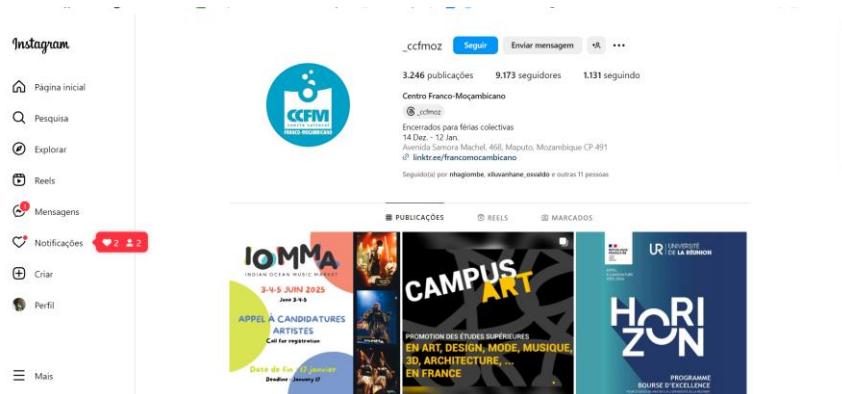 Instagram
Página inicial
Pesquisa
Explorar
Reels
1
Mensagens
Notificações
2 2
Criar
Perfil
Mais
_ccfmoz Seguir Enviar mensagem
3.246 publicações 9.173 seguidores 1.131 seguindo
Centro Franco-Moçambicano
_ccfmoz
Encerrados para férias colectivas
14 Dez. - 12 Jan.
Avenida Samora Machel, 468, Maputo, Mozambique CP 491
linktr.ee/francomocambicano
Seguido(a) por nhagiombe, xiluvanhane_osvaldo e outras 11 pessoas
CCFM
FRANCO-MOÇAMBICANO
PUBLICAÇÕES REELS MARCADOS
IOMMA
INDIAN OCEAN MUSIC MARKET
3-4-5 JUIN 2025
June 3-4-5
APPEL À CANDIDATURES
ARTISTES
Call for registration
Date de fin : 17 janvier
Deadline : January 17
CAMPUS
ART
PROMOTION DES ÉTUDES SUPÉRIEURES
EN ART, DESIGN, MODE, MUSIQUE,
3D, ARCHITECTURE, ...
EN FRANCE
UR UNIVERSITÉ
DE LA RÉUNION
HORIZON
PROGRAMME
BOURSE D'EXCELLENCE